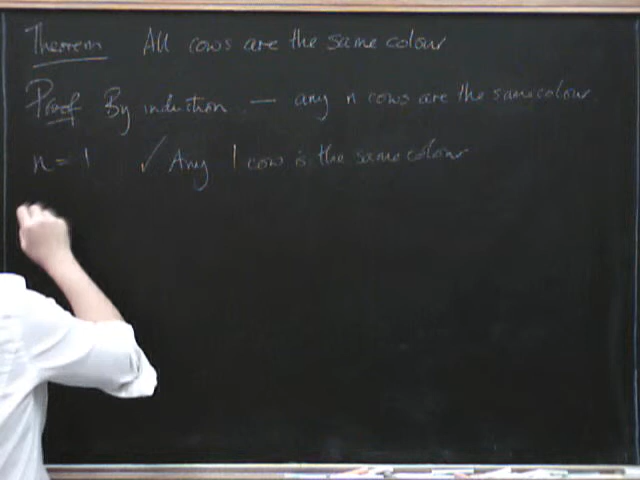 Theorem All cows are the same colour
Proof By induction — any n cows are the same colour.
n = 1 ✓ Any 1 cow is the same colour